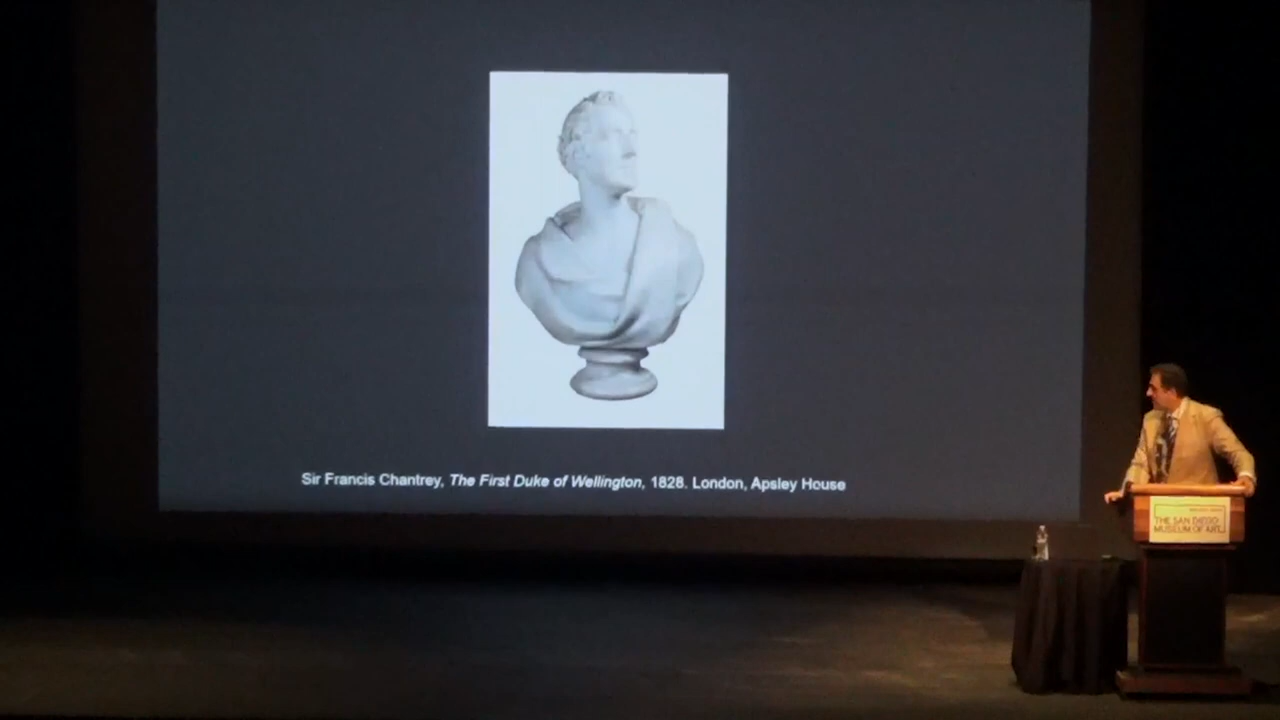 Sir Francis Chantrey, The First Duke of Wellington, 1828. London, Apsley House
THE SAN DIEGO
MUSEUM OF ART